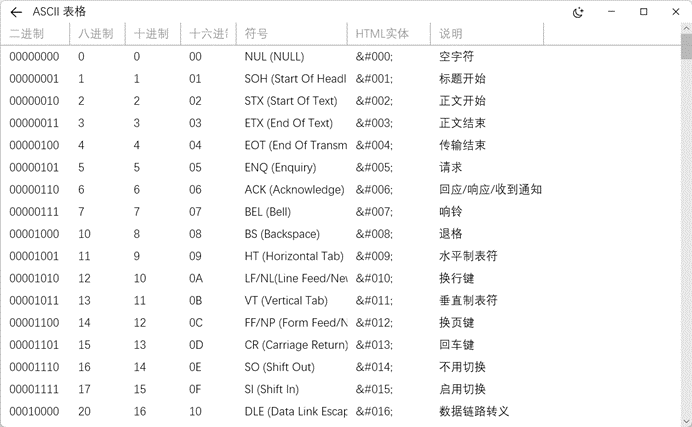 ASCII 表格
二进制 八进制 十进制 十六进制 符号 HTML实体 说明
00000000 0 0 00 NUL (NULL) &#000; 空字符
00000001 1 1 01 SOH (Start Of Headl &#001; 标题开始
00000010 2 2 02 STX (Start Of Text) &#002; 正文开始
00000011 3 3 03 ETX (End Of Text) &#003; 正文结束
00000100 4 4 04 EOT (End Of Transm &#004; 传输结束
00000101 5 5 05 ENQ (Enquiry) &#005; 请求
00000110 6 6 06 ACK (Acknowledge) &#006; 回应/响应/收到通知
00000111 7 7 07 BEL (Bell) &#007; 响铃
00001000 10 8 08 BS (Backspace) &#008; 退格
00001001 11 9 09 HT (Horizontal Tab) &#009; 水平制表符
00001010 12 10 0A LF/NL(Line Feed/Nev &#010; 换行键
00001011 13 11 0B VT (Vertical Tab) &#011; 垂直制表符
00001100 14 12 0C FF/NP (Form Feed/N &#012; 换页键
00001101 15 13 0D CR (Carriage Return) &#013; 回车键
00001110 16 14 0E SO (Shift Out) &#014; 不用切换
00001111 17 15 0F SI (Shift In) &#015; 启用切换
00010000 20 16 10 DLE (Data Link Escap &#016; 数据链路转义